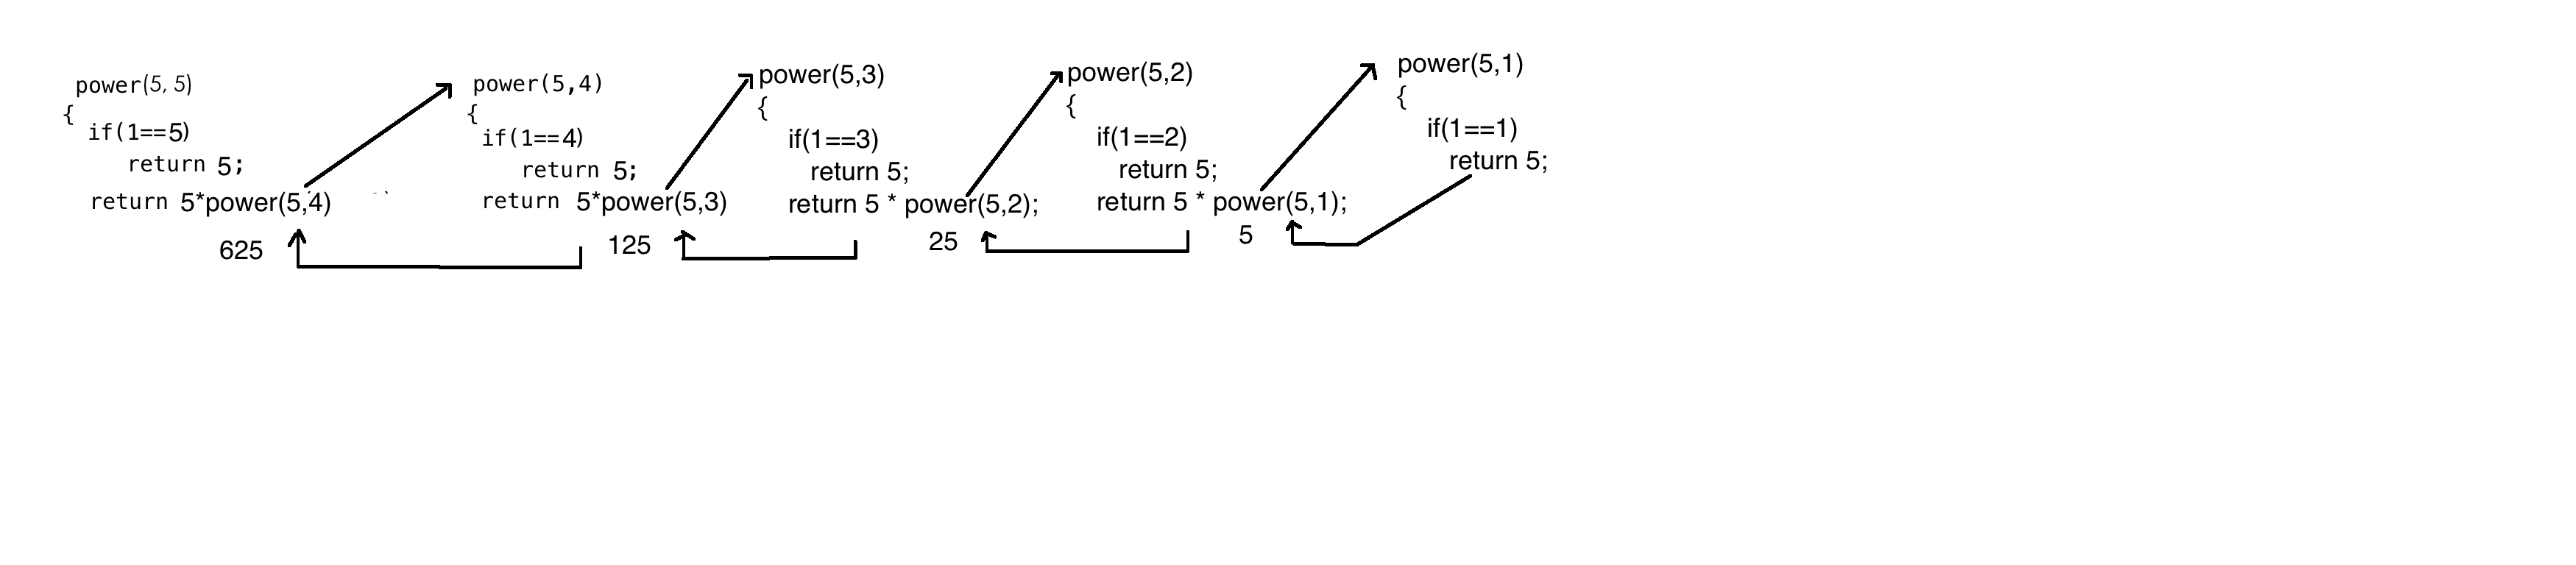 power(5, 5)
{
if(1==5)
return 5;
return 5*power(5,4)
625
power(5,4)
{
if(1==4)
return 5;
return 5*power(5,3)
125
power(5,3)
{
if(1==3)
return 5;
return 5 * power(5,2);
25
power(5,2)
{
if(1==2)
return 5;
return 5 * power(5,1);
5
power(5,1)
{
if(1==1)
return 5;